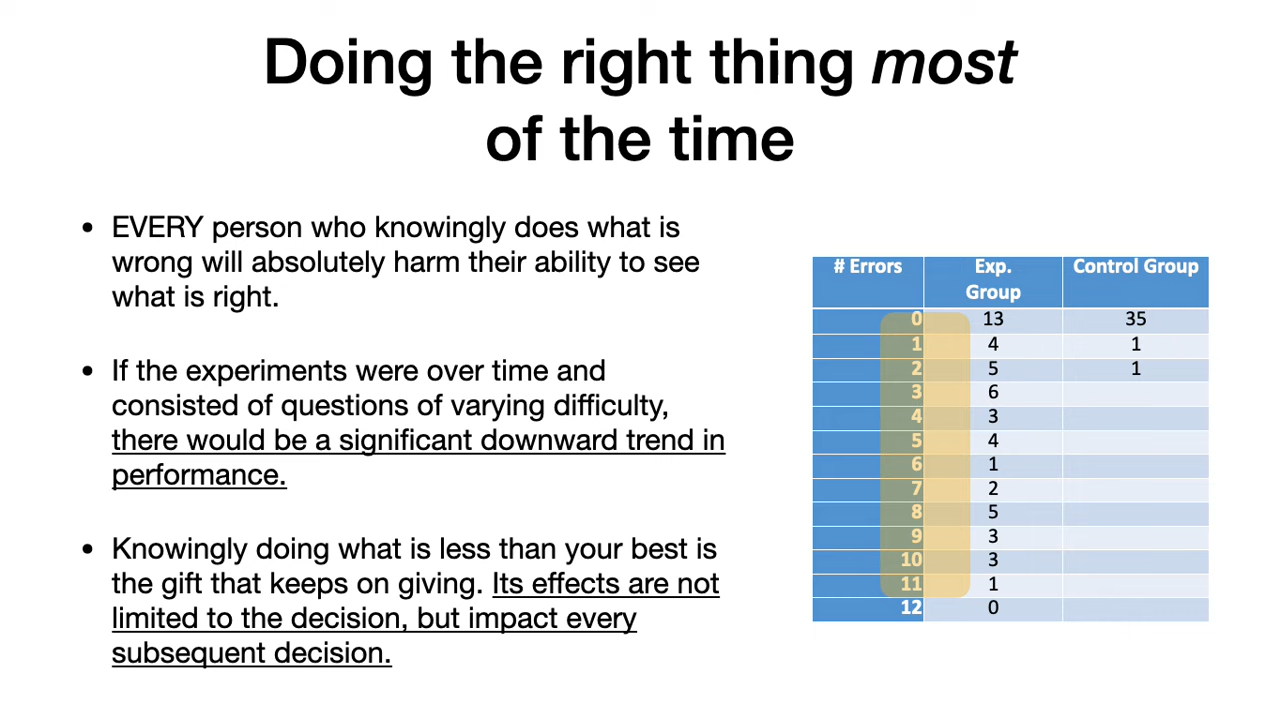 Doing the right thing most
of the time
• EVERY person who knowingly does what is
wrong will absolutely harm their ability to see
what is right.
• If the experiments were over time and
consisted of questions of varying difficulty,
there would be a significant downward trend in
performance.
• Knowingly doing what is less than your best is
the gift that keeps on giving. Its effects are not
limited to the decision, but impact every
subsequent decision.
# Errors Exp. Group Control Group
0 13 35
1 4 1
2 5 1
3 6
4 3
5 4
6 1
7 2
8 5
9 3
10 3
11 1
12 0